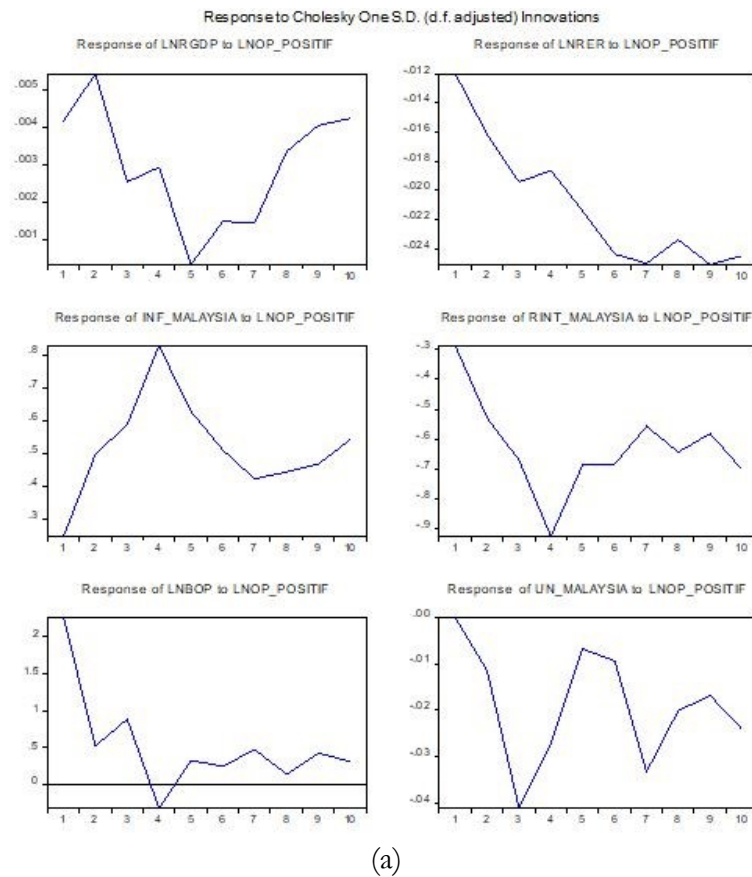 Response to Cholesky One S.D. (d.f. adjusted) Innovations
Response of LNRGDP to LNOP_POSITIF
.005
.004
.003
.002
.001
1 2 3 4 5 6 7 8 9 10
Response of LNRER to LNOP_POSITIF
-.012
-.014
-.016
-.018
-.020
-.022
-.024
1 2 3 4 5 6 7 8 9 10
Response of INF_MALAYSIA to LNOP_POSITIF
.8
.7
.6
.5
.4
.3
1 2 3 4 5 6 7 8 9 10
Response of RINT_MALAYSIA to LNOP_POSITIF
-.3
-.4
-.5
-.6
-.7
-.8
-.9
1 2 3 4 5 6 7 8 9 10
Response of LNBOP to LNOP_POSITIF
2
1.5
1
.5
0
1 2 3 4 5 6 7 8 9 10
Response of UN_MALAYSIA to LNOP_POSITIF
.00
-.01
-.02
-.03
-.04
1 2 3 4 5 6 7 8 9 10
(a)